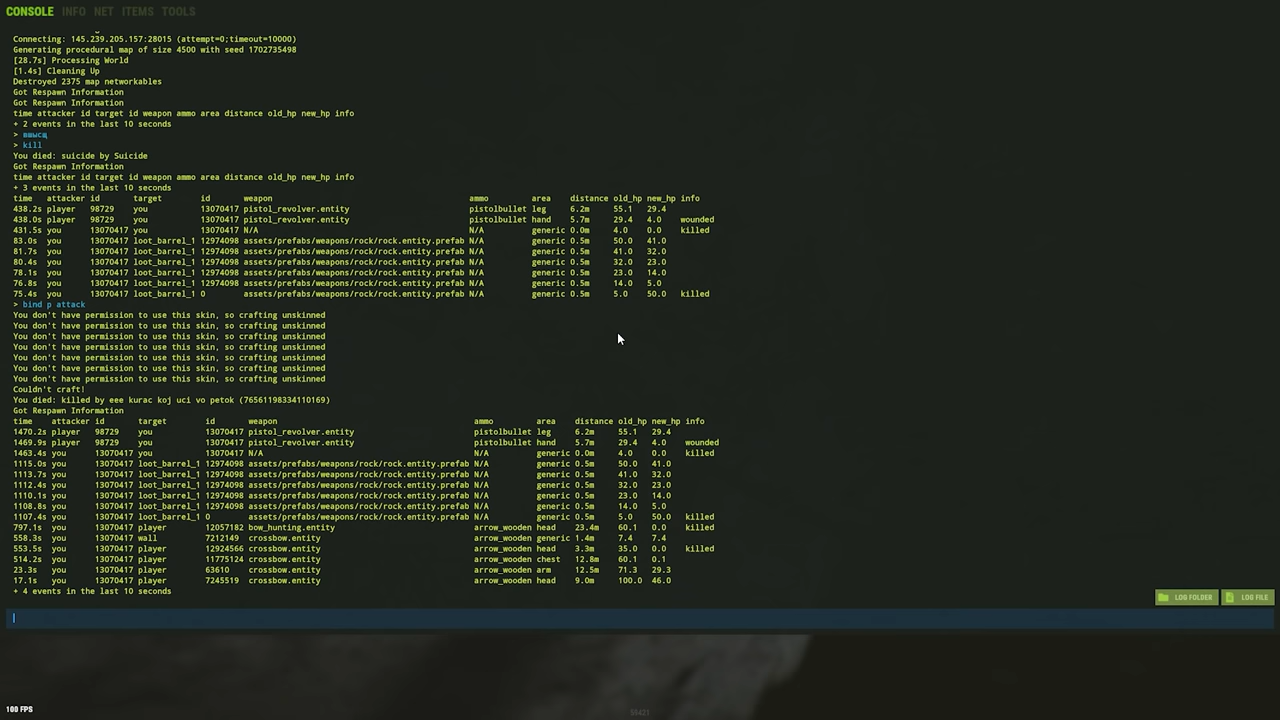 CONSOLE INFO NET ITEMS TOOLS
Connecting: 145.239.205.157:28015 (attempt=0;timeout=10000)
Generating procedural map of size 4500 with seed 1702735498
[28.7s] Processing World
[1.4s] Cleaning Up
Destroyed 2375 map networkables
Got Respawn Information
Got Respawn Information
time attacker id target id weapon ammo area distance old_hp new_hp info
+ 2 events in the last 10 seconds
>
> kill
You died: suicide by Suicide
Got Respawn Information
time attacker id target id weapon ammo area distance old_hp new_hp info
+ 3 events in the last 10 seconds
time attacker id target id weapon ammo area distance old_hp new_hp info
438.2s player 98729 you 13070417 pistol_revolver.entity pistolbullet leg 6.2m 55.1 29.4
438.0s player 98729 you 13070417 pistol_revolver.entity pistolbullet hand 5.7m 29.4 4.0 wounded
431.5s you 13070417 you 13070417 N/A N/A generic 0.0m 4.0 0.0 killed
83.0s you 13070417 loot_barrel_1 12974098 assets/prefabs/weapons/rock/rock.entity.prefab N/A generic 0.5m 50.0 41.0
81.7s you 13070417 loot_barrel_1 12974098 assets/prefabs/weapons/rock/rock.entity.prefab N/A generic 0.5m 41.0 32.0
80.4s you 13070417 loot_barrel_1 12974098 assets/prefabs/weapons/rock/rock.entity.prefab N/A generic 0.5m 32.0 23.0
78.1s you 13070417 loot_barrel_1 12974098 assets/prefabs/weapons/rock/rock.entity.prefab N/A generic 0.5m 23.0 14.0
76.8s you 13070417 loot_barrel_1 12974098 assets/prefabs/weapons/rock/rock.entity.prefab N/A generic 0.5m 14.0 5.0
75.4s you 13070417 loot_barrel_1 0 assets/prefabs/weapons/rock/rock.entity.prefab N/A generic 0.5m 5.0 50.0 killed
> bind p attack
You don't have permission to use this skin, so crafting unskinned
You don't have permission to use this skin, so crafting unskinned
You don't have permission to use this skin, so crafting unskinned
You don't have permission to use this skin, so crafting unskinned
You don't have permission to use this skin, so crafting unskinned
You don't have permission to use this skin, so crafting unskinned
You don't have permission to use this skin, so crafting unskinned
Couldn't craft!
You died: killed by eee kurac koj uci vo petok (76561198334110169)
Got Respawn Information
time attacker id target id weapon ammo area distance old_hp new_hp info
1470.2s player 98729 you 13070417 pistol_revolver.entity pistolbullet leg 6.2m 55.1 29.4
1469.9s player 98729 you 13070417 pistol_revolver.entity pistolbullet hand 5.7m 29.4 4.0 wounded
1463.4s you 13070417 you 13070417 N/A N/A generic 0.0m 4.0 0.0 killed
1115.0s you 13070417 loot_barrel_1 12974098 assets/prefabs/weapons/rock/rock.entity.prefab N/A generic 0.5m 50.0 41.0
1113.7s you 13070417 loot_barrel_1 12974098 assets/prefabs/weapons/rock/rock.entity.prefab N/A generic 0.5m 41.0 32.0
1112.4s you 13070417 loot_barrel_1 12974098 assets/prefabs/weapons/rock/rock.entity.prefab N/A generic 0.5m 32.0 23.0
1110.1s you 13070417 loot_barrel_1 12974098 assets/prefabs/weapons/rock/rock.entity.prefab N/A generic 0.5m 23.0 14.0
1108.8s you 13070417 loot_barrel_1 12974098 assets/prefabs/weapons/rock/rock.entity.prefab N/A generic 0.5m 14.0 5.0
1107.4s you 13070417 loot_barrel_1 0 assets/prefabs/weapons/rock/rock.entity.prefab N/A generic 0.5m 5.0 50.0 killed
797.1s you 13070417 player 12057182 bow_hunting.entity arrow_wooden head 23.4m 60.1 0.0 killed
558.3s you 13070417 wall 7212149 crossbow.entity arrow_wooden generic 1.4m 7.4 7.4
553.5s you 13070417 player 12924566 crossbow.entity arrow_wooden head 3.3m 35.0 0.0 killed
514.2s you 13070417 player 11775124 crossbow.entity arrow_wooden chest 12.8m 60.1 0.1
23.3s you 13070417 player 63610 crossbow.entity arrow_wooden arm 12.5m 71.3 29.3
17.1s you 13070417 player 7245519 crossbow.entity arrow_wooden head 9.0m 100.0 46.0
+ 4 events in the last 10 seconds
LOG FOLDER LOG FILE
100 FPS